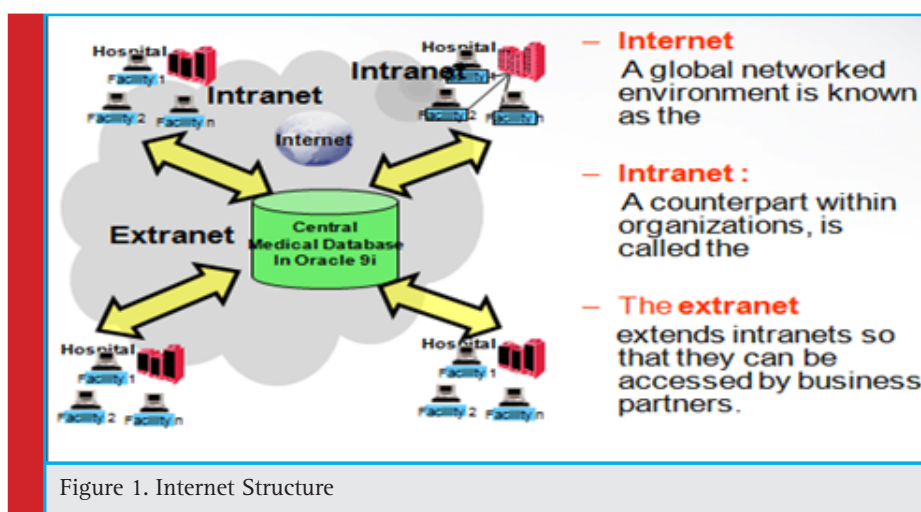 Hospital
Facility 1
Facility 2
Facility n
Intranet
Hospital
Intranet
Facility 2
Facility n
Internet
Extranet
Central
Medical Database
In Oracle 9i
Hospital
Facility 1
Facility 2
Facility n
Hospital
Facility 1
Facility 2
Facility n
– Internet
A global networked
environment is known
as the
– Intranet :
A counterpart within
organizations, is
called the
– The extranet
extends intranets so
that they can be
accessed by business
partners.
Figure 1. Internet Structure